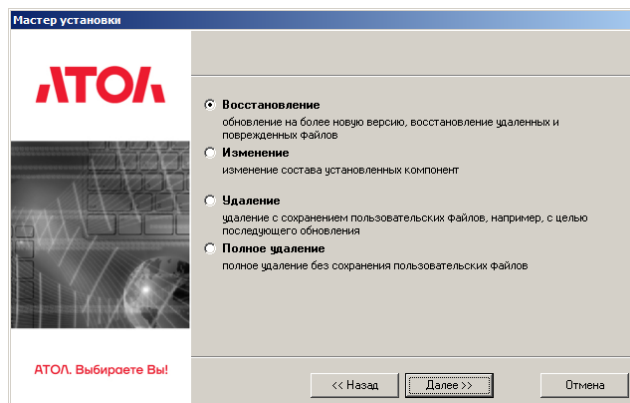 Мастер установки
АТОЛ
Восстановление
обновление на более новую версию, восстановление удаленных и
поврежденных файлов
Изменение
изменение состава установленных компонент
Удаление
удаление с сохранением пользовательских файлов, например, с целью
последующего обновления
Полное удаление
полное удаление без сохранения пользовательских файлов
АТОЛ. Выбираете Вы!
<< Назад
Далее >>
Отмена